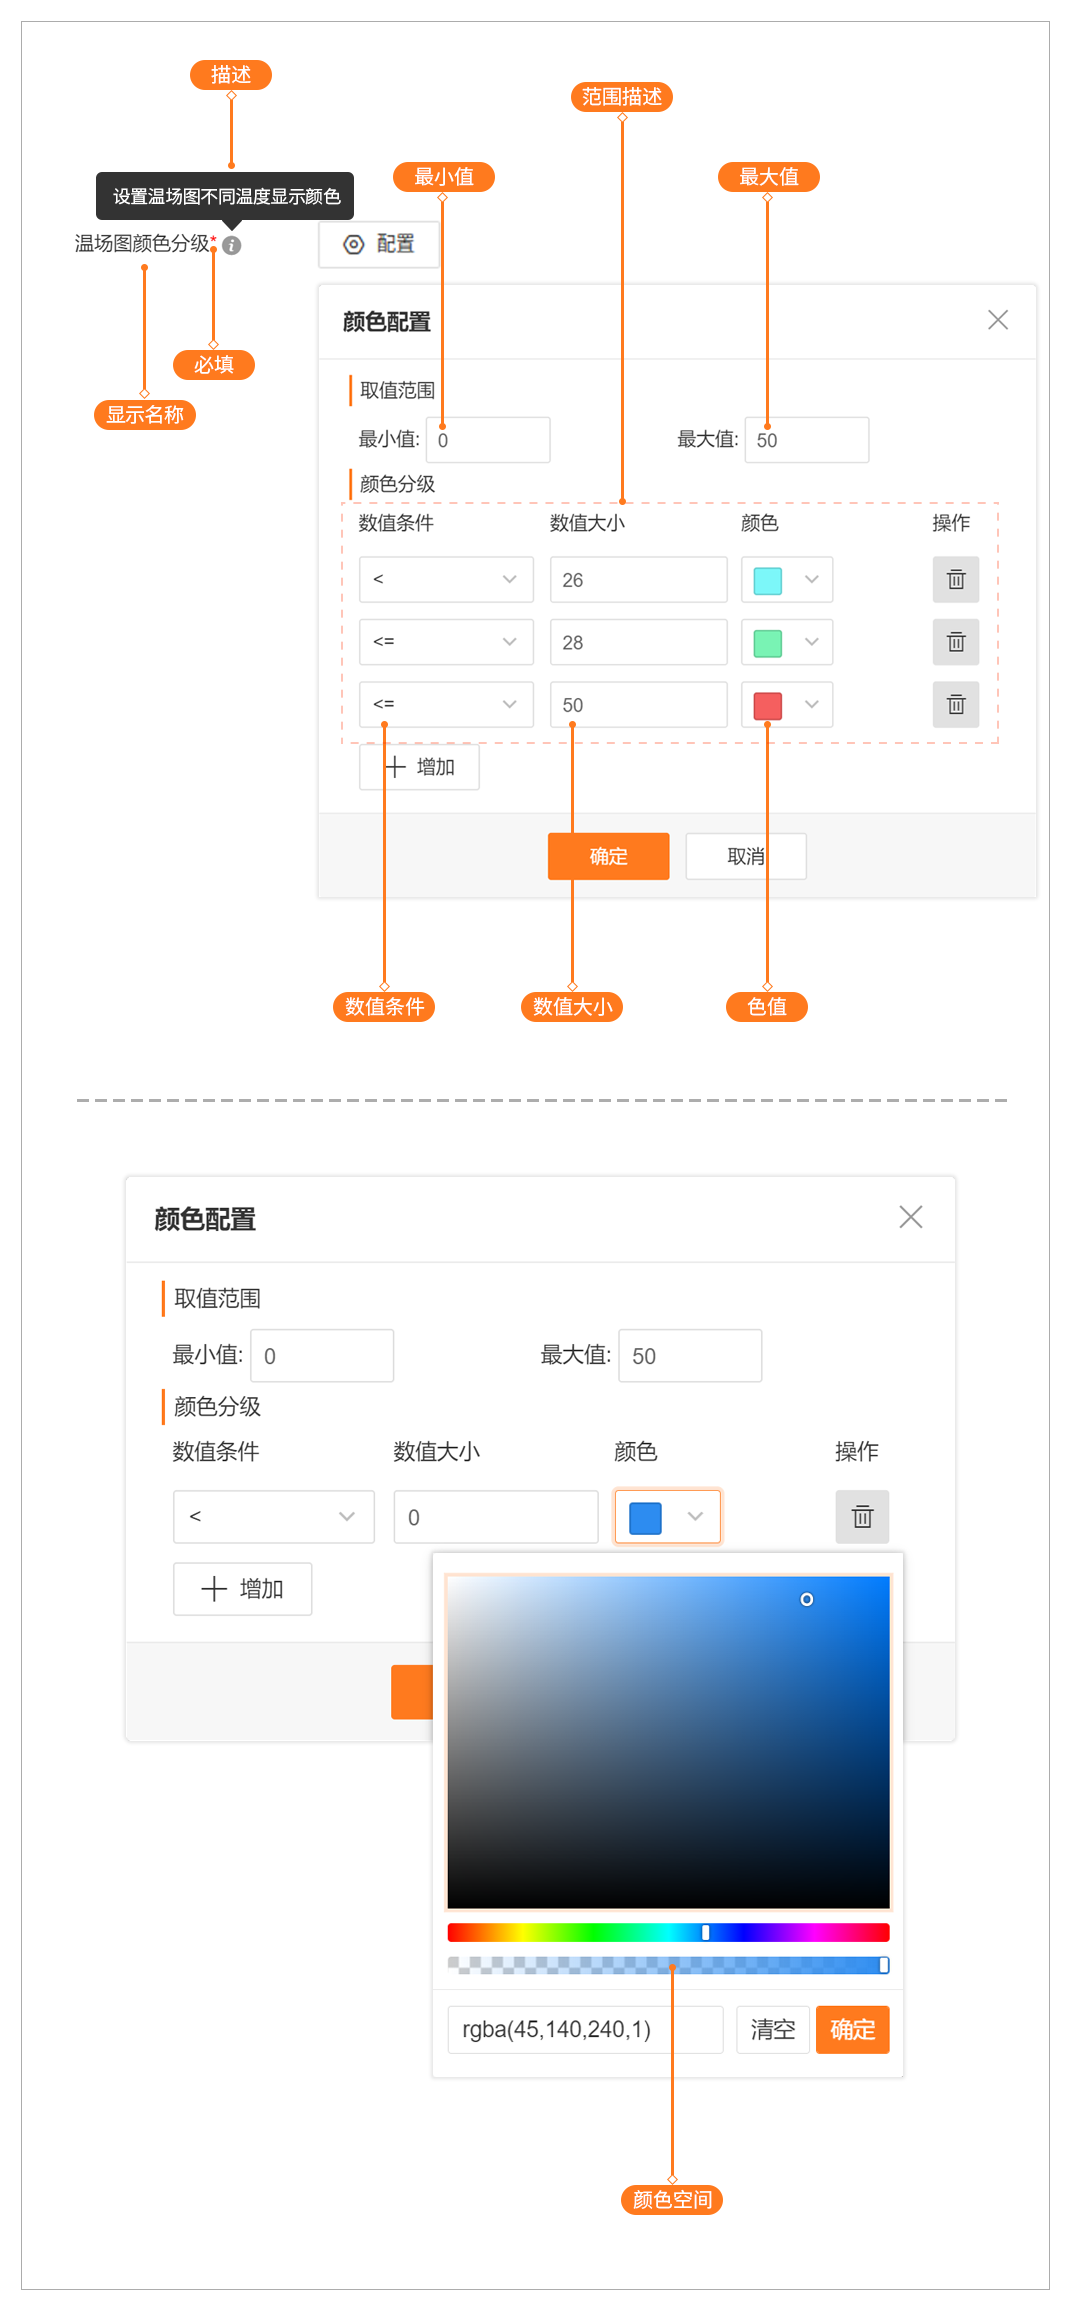 描述
范围描述
最小值
最大值
设置温场图不同温度显示颜色
温场图颜色分级*
配置
颜色配置
必填
显示名称
取值范围
最小值: 0
最大值: 50
颜色分级
数值条件 数值大小 颜色 操作
< 26
<= 28
<= 50
增加
确定 取消
数值条件 数值大小 色值
颜色配置
取值范围
最小值: 0
最大值: 50
颜色分级
数值条件 数值大小 颜色 操作
< 0
增加
rgba(45,140,240,1) 清空 确定
颜色空间